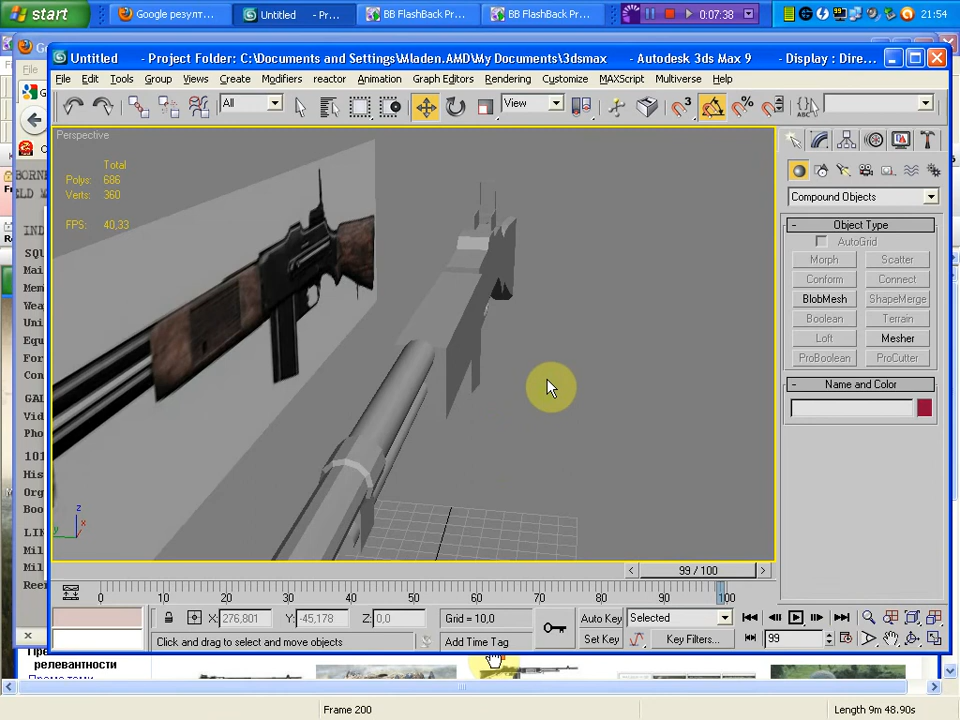 start
Google резулт...
Untitled - Pr...
BB FlashBack Pr...
BB FlashBack Pr...
00:07:38
21:54
Untitled - Project Folder: C:\Documents and Settings\Mladen.AMD\My Documents\3dsmax - Autodesk 3ds Max 9 - Display : Dire...
File Edit Tools Group Views Create Modifiers reactor Animation Graph Editors Rendering Customize MAXScript Multiverse Help
All
View
Perspective
Total
Polys: 686
Verts: 360
FPS: 40,33
Compound Objects
Object Type
AutoGrid
Morph Scatter
Conform Connect
BlobMesh ShapeMerge
Boolean Terrain
Loft Mesher
ProBoolean ProCutter
Name and Color
z
x
y
99 / 100
0 10 20 30 40 50 60 70 80 90 100
X: 276,801 Y: -45,178 Z: 0,0 Grid = 10,0
Auto Key Selected
Click and drag to select and move objects
Add Time Tag
Set Key Key Filters...
99
релевантности
Frame 200
Length 9m 48.90s